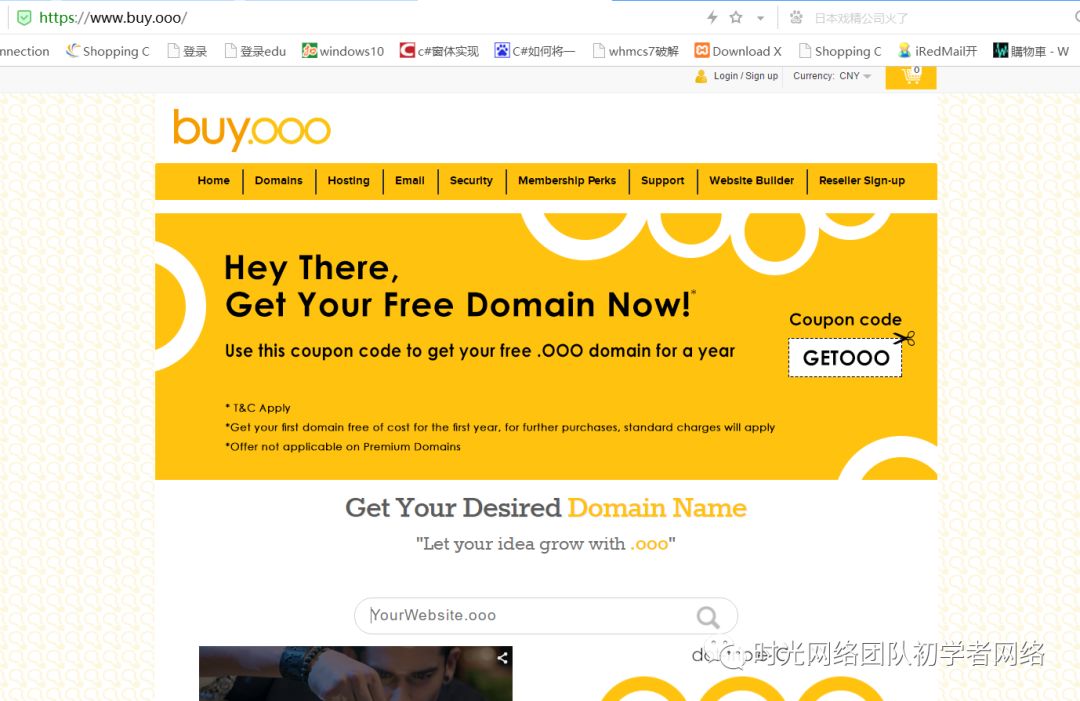 https://www.buy.ooo/
日本戏精公司火了
nnection Shopping C 登录 登录edu windows10 c#窗体实现 C#如何将一 whmcs7破解 Download X Shopping C iRedMail开 購物車 - W
Login / Sign up Currency: CNY 0
buy.ooo
Home Domains Hosting Email Security Membership Perks Support Website Builder Reseller Sign-up
Hey There,
Get Your Free Domain Now!*
Coupon code
Use this coupon code to get your free .OOO domain for a year
GETOOO
* T&C Apply
*Get your first domain free of cost for the first year, for further purchases, standard charges will apply
*Offer not applicable on Premium Domains
Get Your Desired Domain Name
"Let your idea grow with .ooo"
YourWebsite.ooo
时光网络团队初学者网络